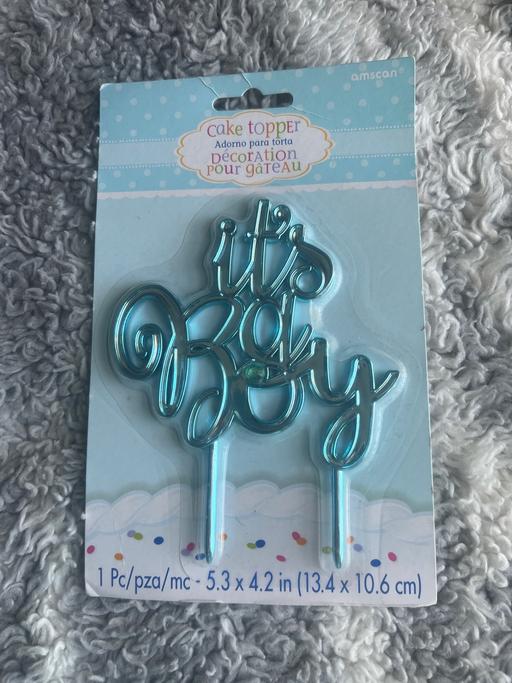 amscan
cake topper
Adorno para torta
Décoration
pour gâteau
it's
a
Boy
1 Pc/pza/mc - 5.3 x 4.2 in (13.4 x 10.6 cm)